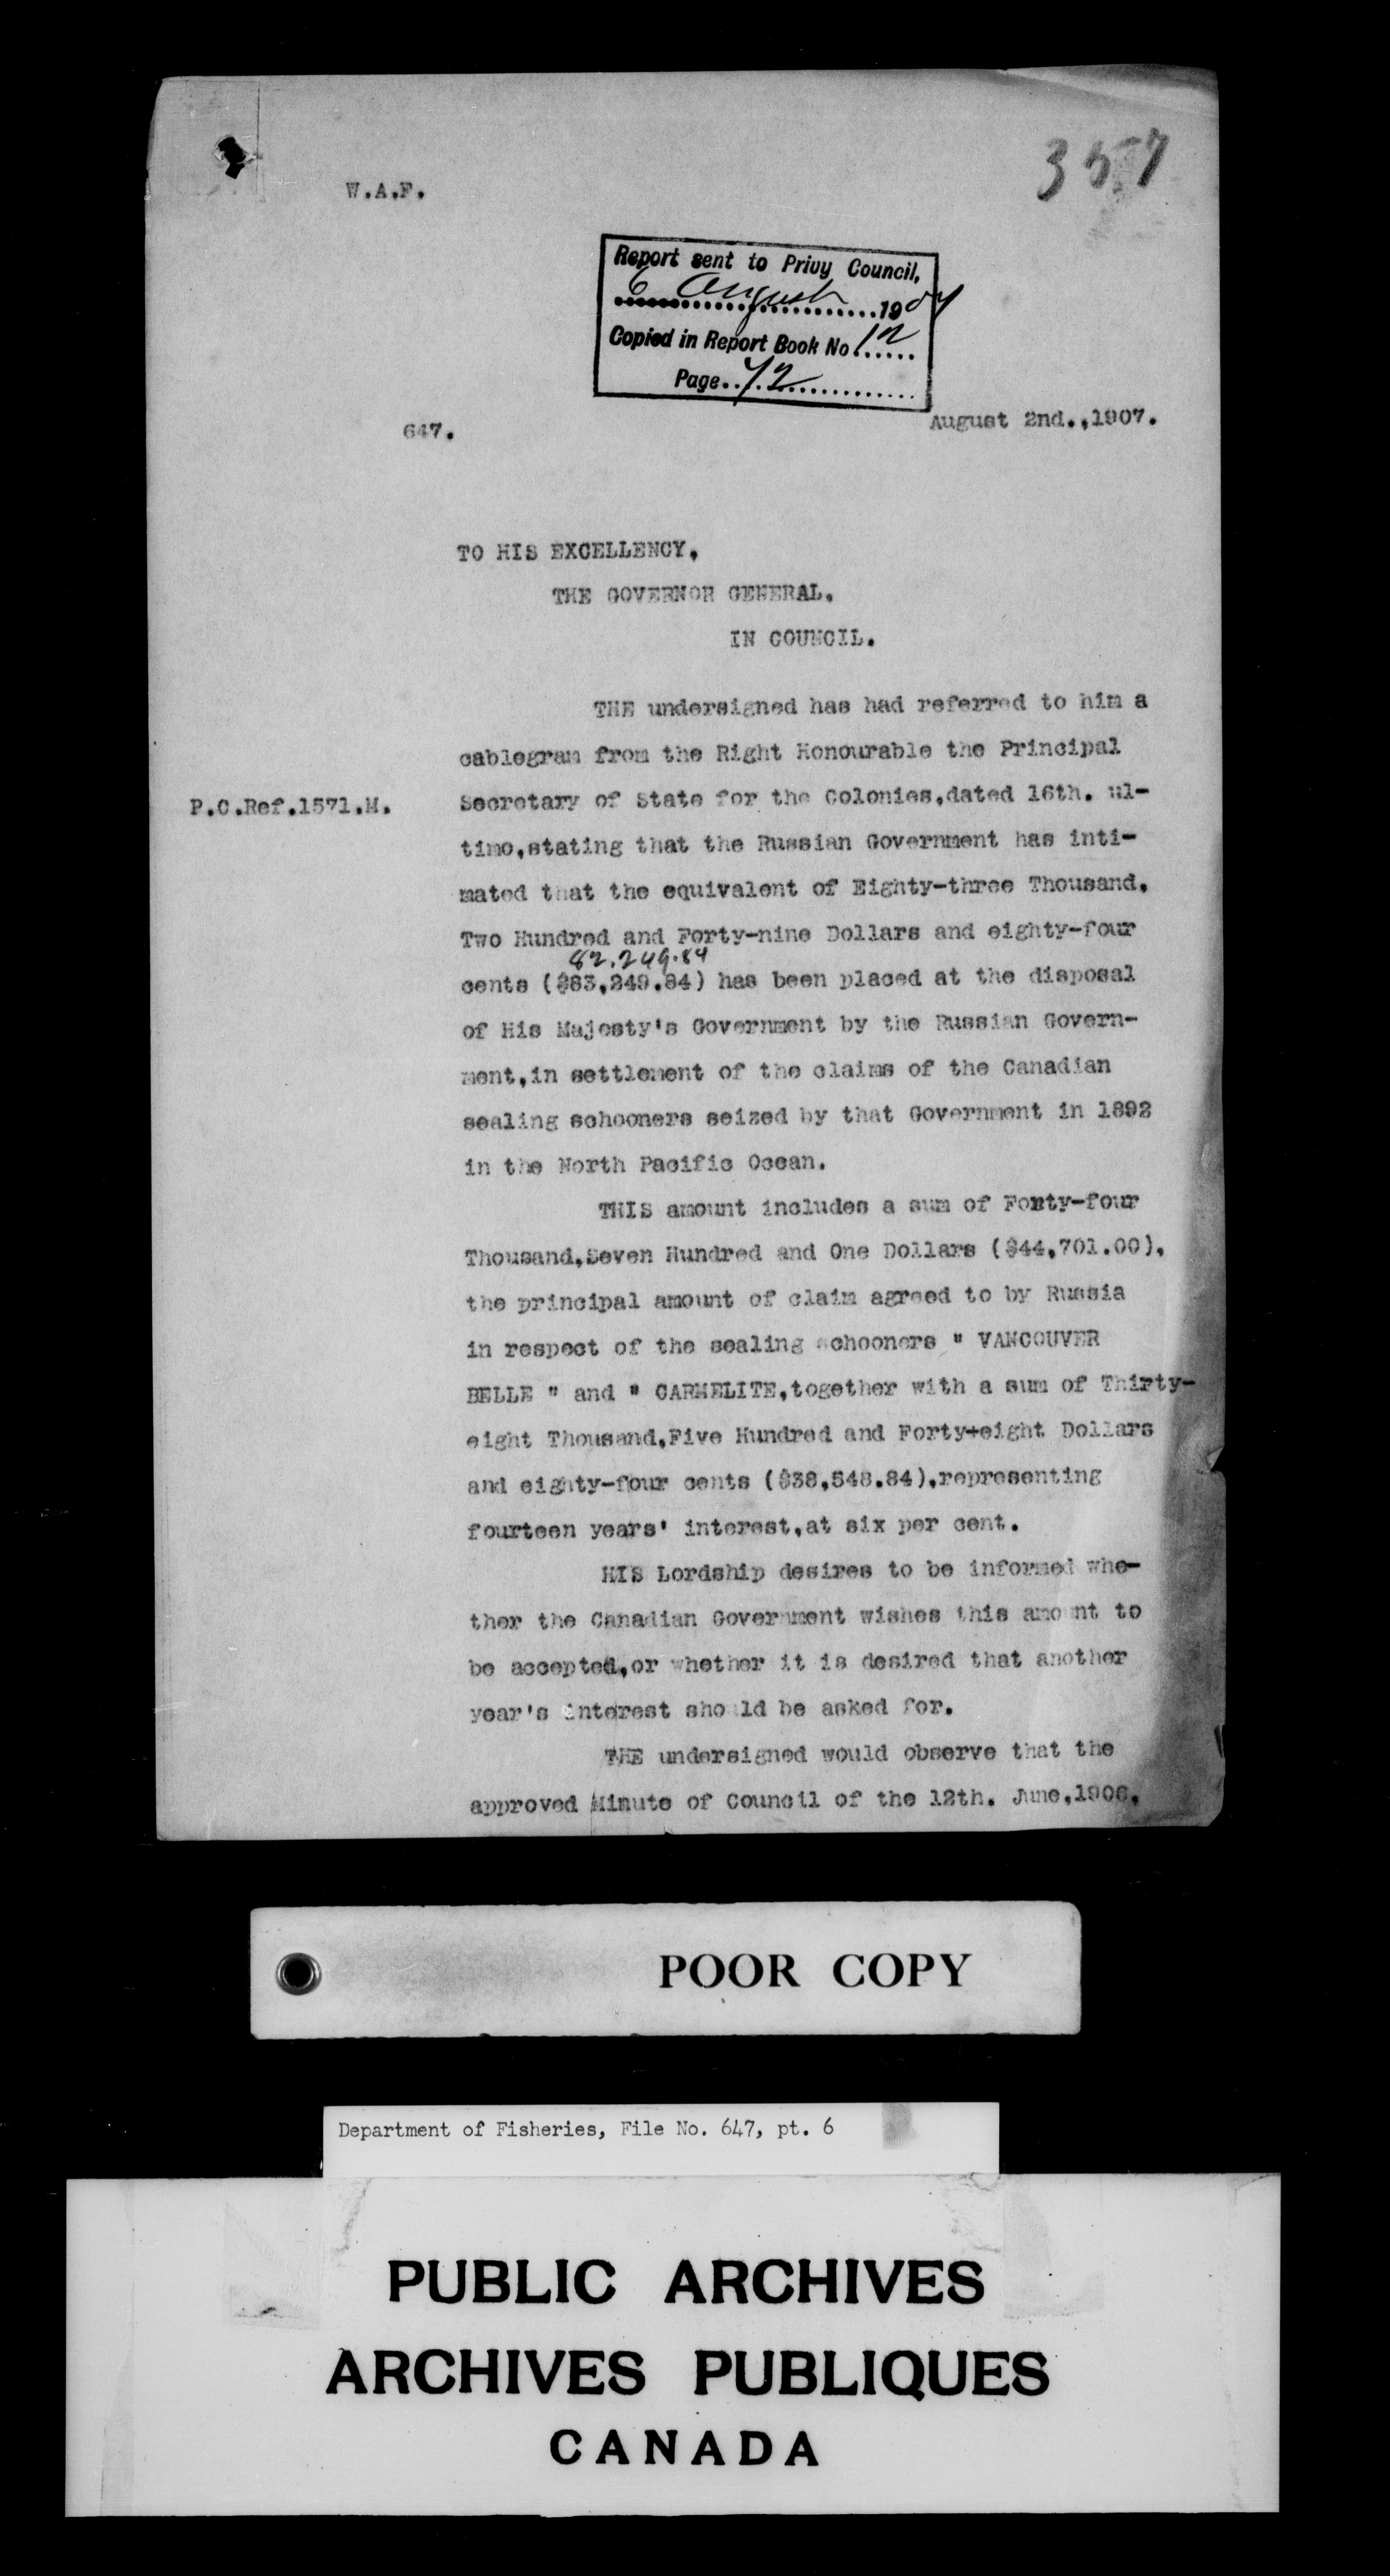 357
W.A.F.
Report sent to Privy Council,
6 August 1907
Copied in Report Book No. 12
Page 72
647.
August 2nd.,1907.
TO HIS EXCELLENCY,
THE GOVERNOR GENERAL.
IN COUNCIL.
THE undersigned has had referred to him a
cablegram from the Right Honourable the Principal
P.C.Ref.1571.M.
Secretary of State for the Colonies,dated 16th. ul-
timo,stating that the Russian Government has inti-
mated that the equivalent of Eighty-three Thousand,
Two Hundred and Forty-nine Dollars and eighty-four
82.249.84
cents ($83,249.84) has been placed at the disposal
of His Majesty's Government by the Russian Govern-
ment,in settlement of the claims of the Canadian
sealing schooners seized by that Government in 1892
in the North Pacific Ocean.
THIS amount includes a sum of Forty-four
Thousand,Seven Hundred and One Dollars ($44,701.00),
the principal amount of claim agreed to by Russia
in respect of the sealing schooners " VANCOUVER
BELLE " and " CARMELITE,together with a sum of Thirty-
eight Thousand,Five Hundred and Forty-eight Dollars
and eighty-four cents ($38,548.84),representing
fourteen years' interest,at six per cent.
HIS Lordship desires to be informed whe-
ther the Canadian Government wishes this amount to
be accepted,or whether it is desired that another
year's interest should be asked for.
THE undersigned would observe that the
approved Minute of Council of the 12th. June,1906,
POOR COPY
Department of Fisheries, File No. 647, pt. 6
PUBLIC ARCHIVES
ARCHIVES PUBLIQUES
CANADA